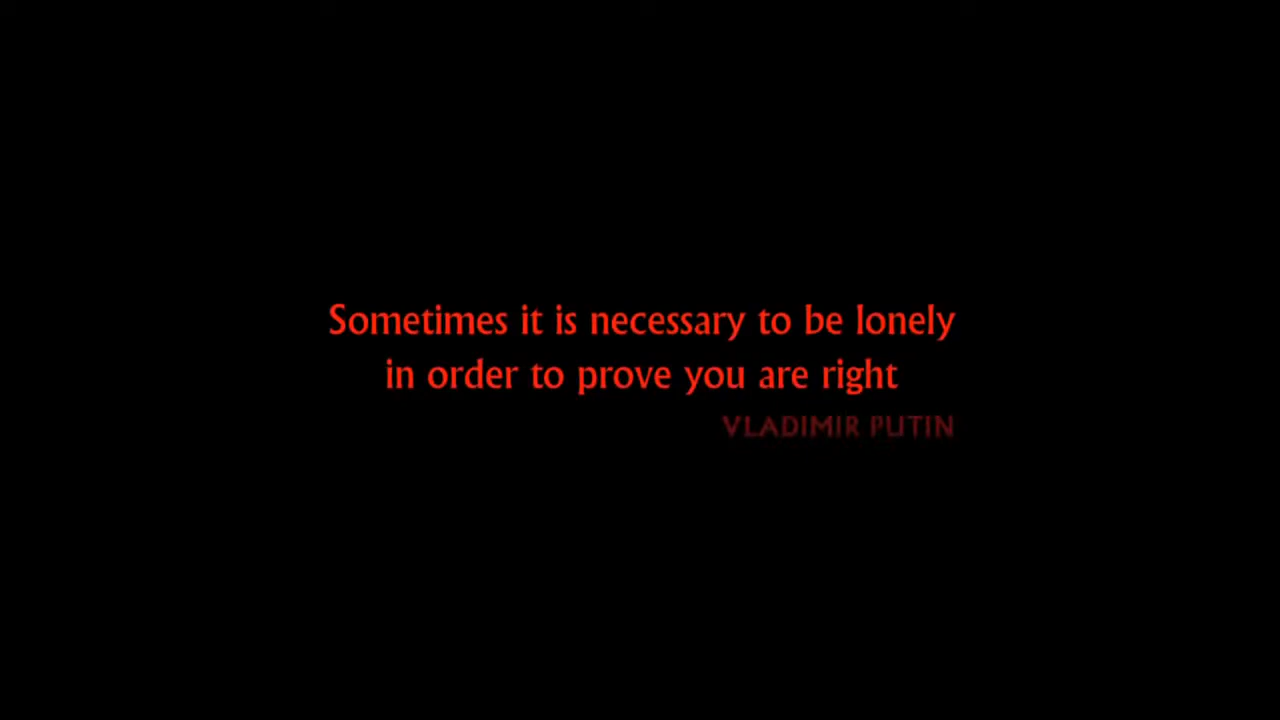 Sometimes it is necessary to be lonely
in order to prove you are right
VLADIMIR PUTIN